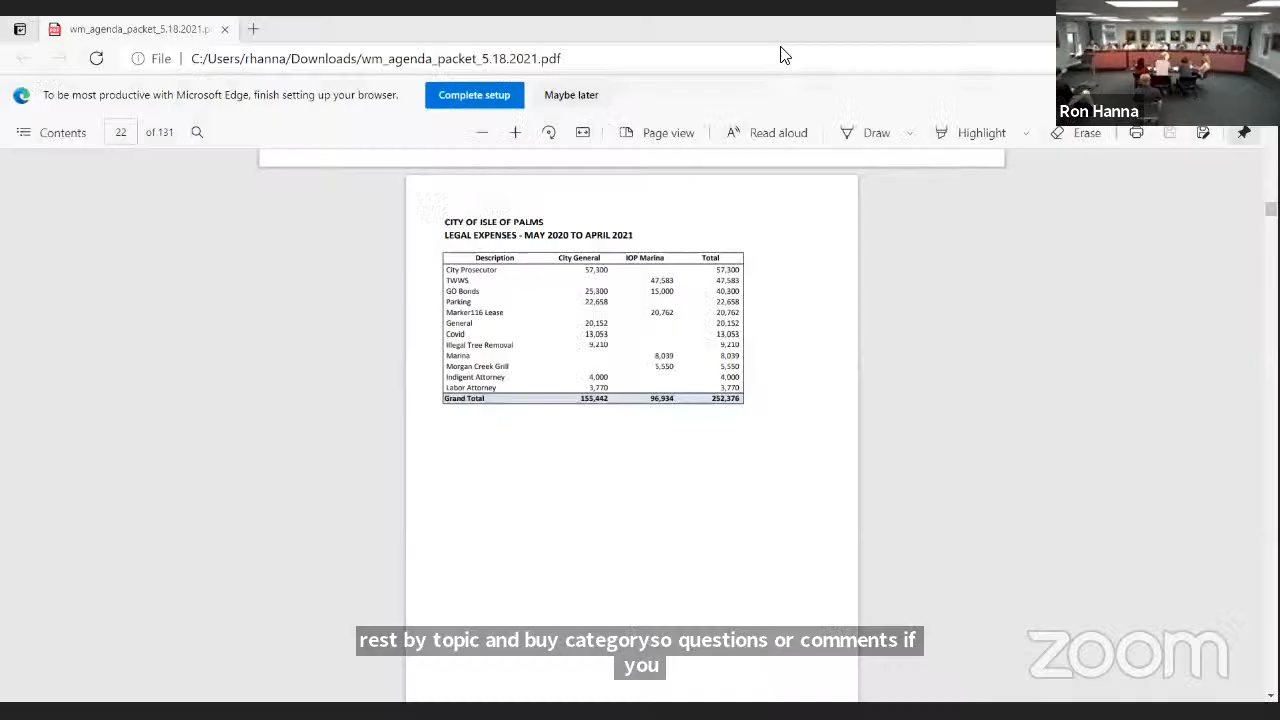 wm_agenda_packet_5.18.2021.p
File | C:/Users/rhanna/Downloads/wm_agenda_packet_5.18.2021.pdf
To be most productive with Microsoft Edge, finish setting up your browser. Complete setup Maybe later
Ron Hanna
Contents 22 of 131 Page view Read aloud Draw Highlight Erase
CITY OF ISLE OF PALMS
LEGAL EXPENSES - MAY 2020 TO APRIL 2021
Description City General IOP Marina Total
City Prosecutor 57,300 57,300
TWWS 47,583 47,583
GO Bonds 25,300 15,000 40,300
Parking 22,658 22,658
Marker116 Lease 20,762 20,762
General 20,152 20,152
Covid 13,053 13,053
Illegal Tree Removal 9,210 9,210
Marina 8,039 8,039
Morgan Creek Grill 5,550 5,550
Indigent Attorney 4,000 4,000
Labor Attorney 3,770 3,770
Grand Total 155,442 96,934 252,376
rest by topic and buy categoryso questions or comments if
you
zoom